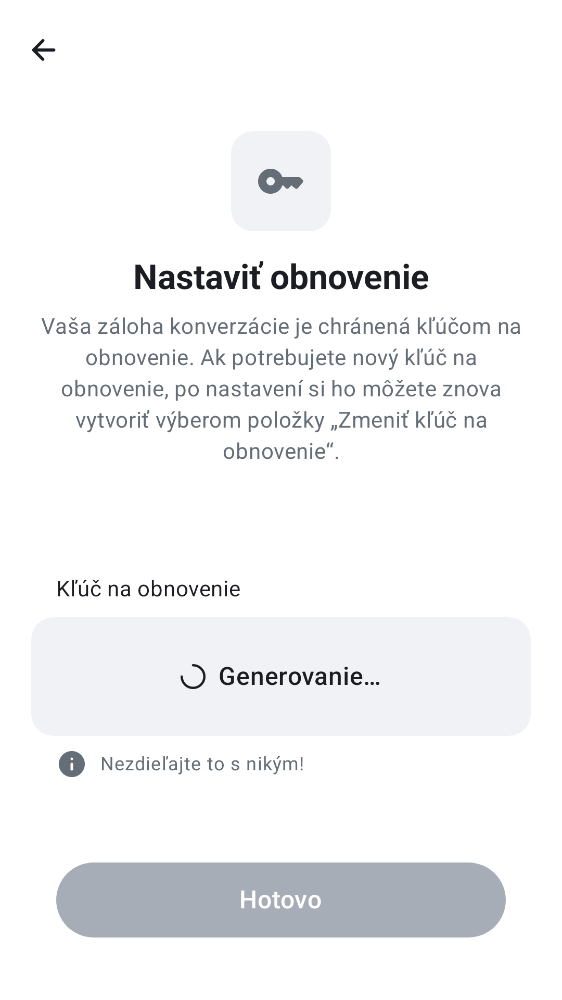 Nastaviť obnovenie
Vaša záloha konverzácie je chránená kľúčom na
obnovenie. Ak potrebujete nový kľúč na
obnovenie, po nastavení si ho môžete znova
vytvoriť výberom položky „Zmeniť kľúč na
obnovenie“.
Kľúč na obnovenie
Generovanie…
Nezdieľajte to s nikým!
Hotovo